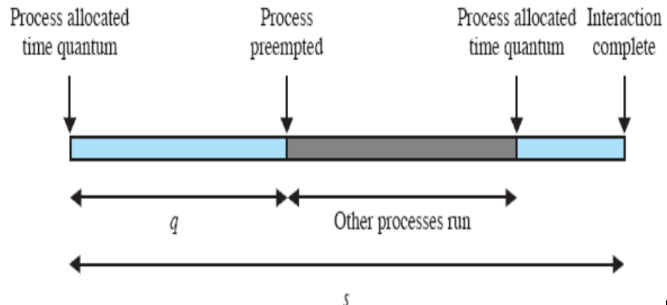 Process allocated
time quantum
Process
preempted
Process allocated
time quantum
Interaction
complete
q
Other processes run
s